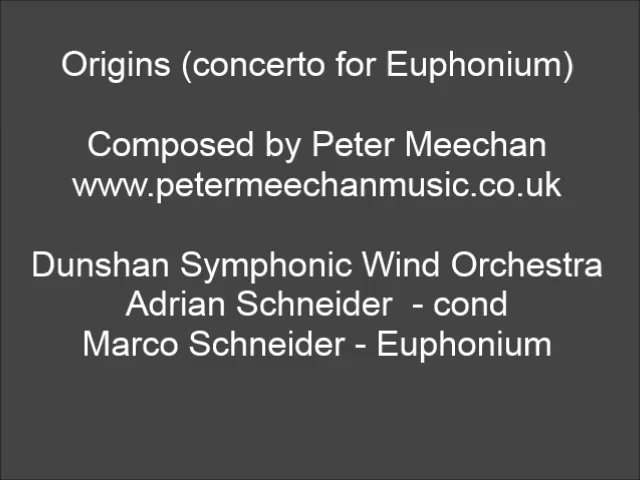 Origins (concerto for Euphonium)
Composed by Peter Meechan
www.petermeechanmusic.co.uk
Dunshan Symphonic Wind Orchestra
Adrian Schneider - cond
Marco Schneider - Euphonium